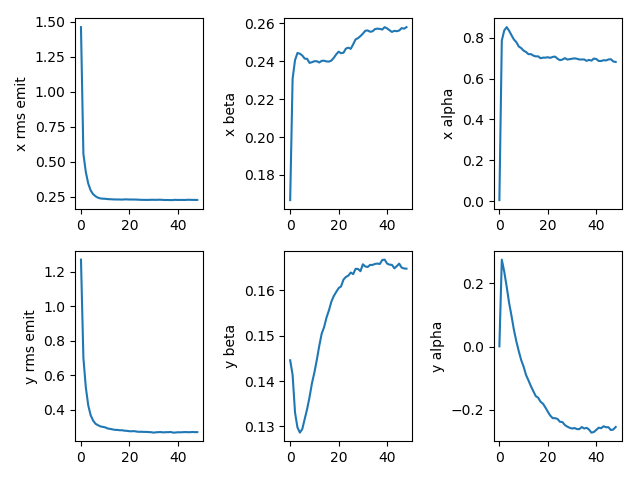 x rms emit
1.50
1.25
1.00
0.75
0.50
0.25
0 20 40
x beta
0.26
0.24
0.22
0.20
0.18
0 20 40
x alpha
0.8
0.6
0.4
0.2
0.0
0 20 40
y rms emit
1.2
1.0
0.8
0.6
0.4
0 20 40
y beta
0.16
0.15
0.14
0.13
0 20 40
y alpha
0.2
0.0
−0.2
0 20 40